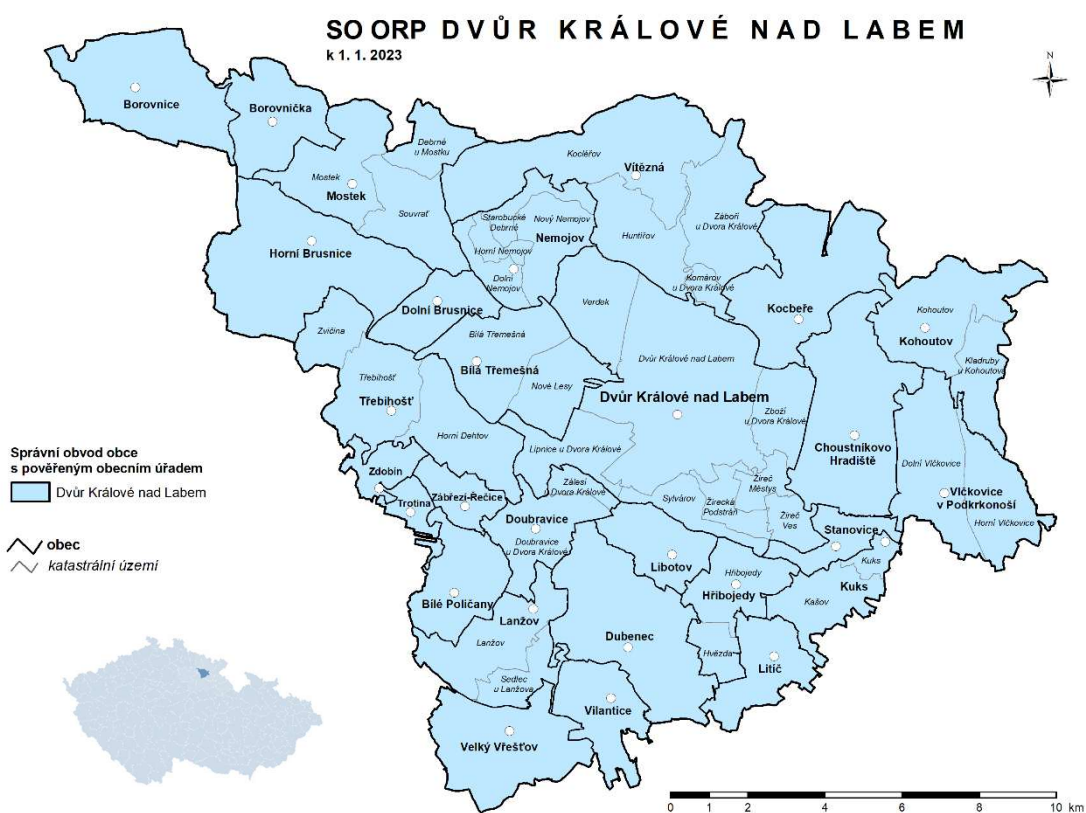 SO ORP DVŮR KRÁLOVÉ NAD LABEM
k 1. 1. 2023
N
Borovnice
Borovnička
Debrné
u Mostku
Kocléřov
Vítězná
Mostek
Mostek
Souvrať
Starobucké
Debrné
Nový Nemojov
Nemojov
Horní Nemojov
Dolní
Nemojov
Huntířov
Záboří
u Dvora Králové
Komárov
u Dvora Králové
Horní Brusnice
Dolní Brusnice
Verdek
Kocbeře
Kohoutov
Kohoutov
Kladruby
u Kohoutova
Zvičina
Bílá Třemešná
Bílá Třemešná
Nové Lesy
Dvůr Králové nad Labem
Dvůr Králové nad Labem
Třebihošť
Třebihošť
Zboží
u Dvora Králové
Choustníkovo
Hradiště
Horní Dehtov
Lipnice u Dvora Králové
Dolní Vlčkovice
Vlčkovice
v Podkrkonoší
Horní Vlčkovice
Správní obvod obce
s pověřeným obecním úřadem
Dvůr Králové nad Labem
obec
katastrální území
Zdobín
Trotina
Zábřezí-Řečice
Zálesí
u Dvora Králové
Sylvárov
Žirecká
Podstráň
Žireč
Městys
Žireč
Ves
Doubravice
Doubravice
u Dvora Králové
Stanovice
Kuks
Kuks
Libotov
Hřibojedy
Hřibojedy
Kašov
Bílé Poličany
Lanžov
Lanžov
Dubenec
Hvězda
Litíč
Sedlec
u Lanžova
Vilantice
Velký Vřešťov
0 1 2 4 6 8 10 km